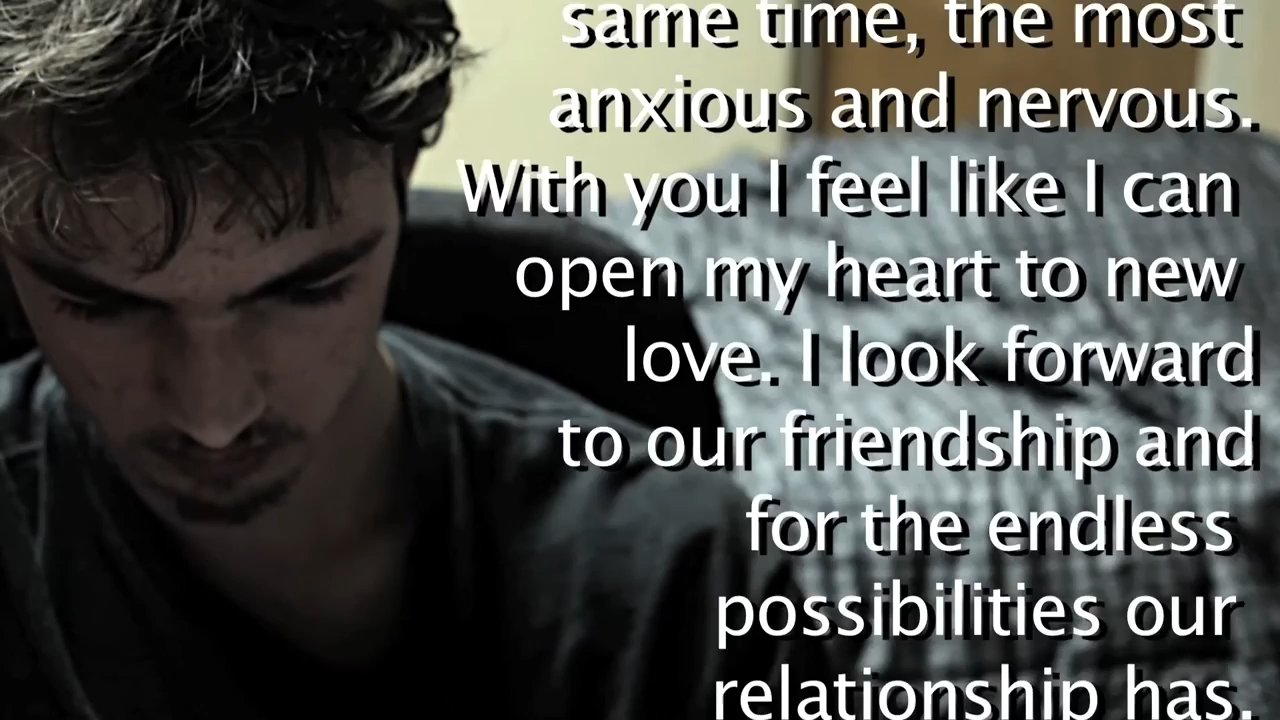 same time, the most
anxious and nervous.
With you I feel like I can
open my heart to new
love. I look forward
to our friendship and
for the endless
possibilities our
relationship has.